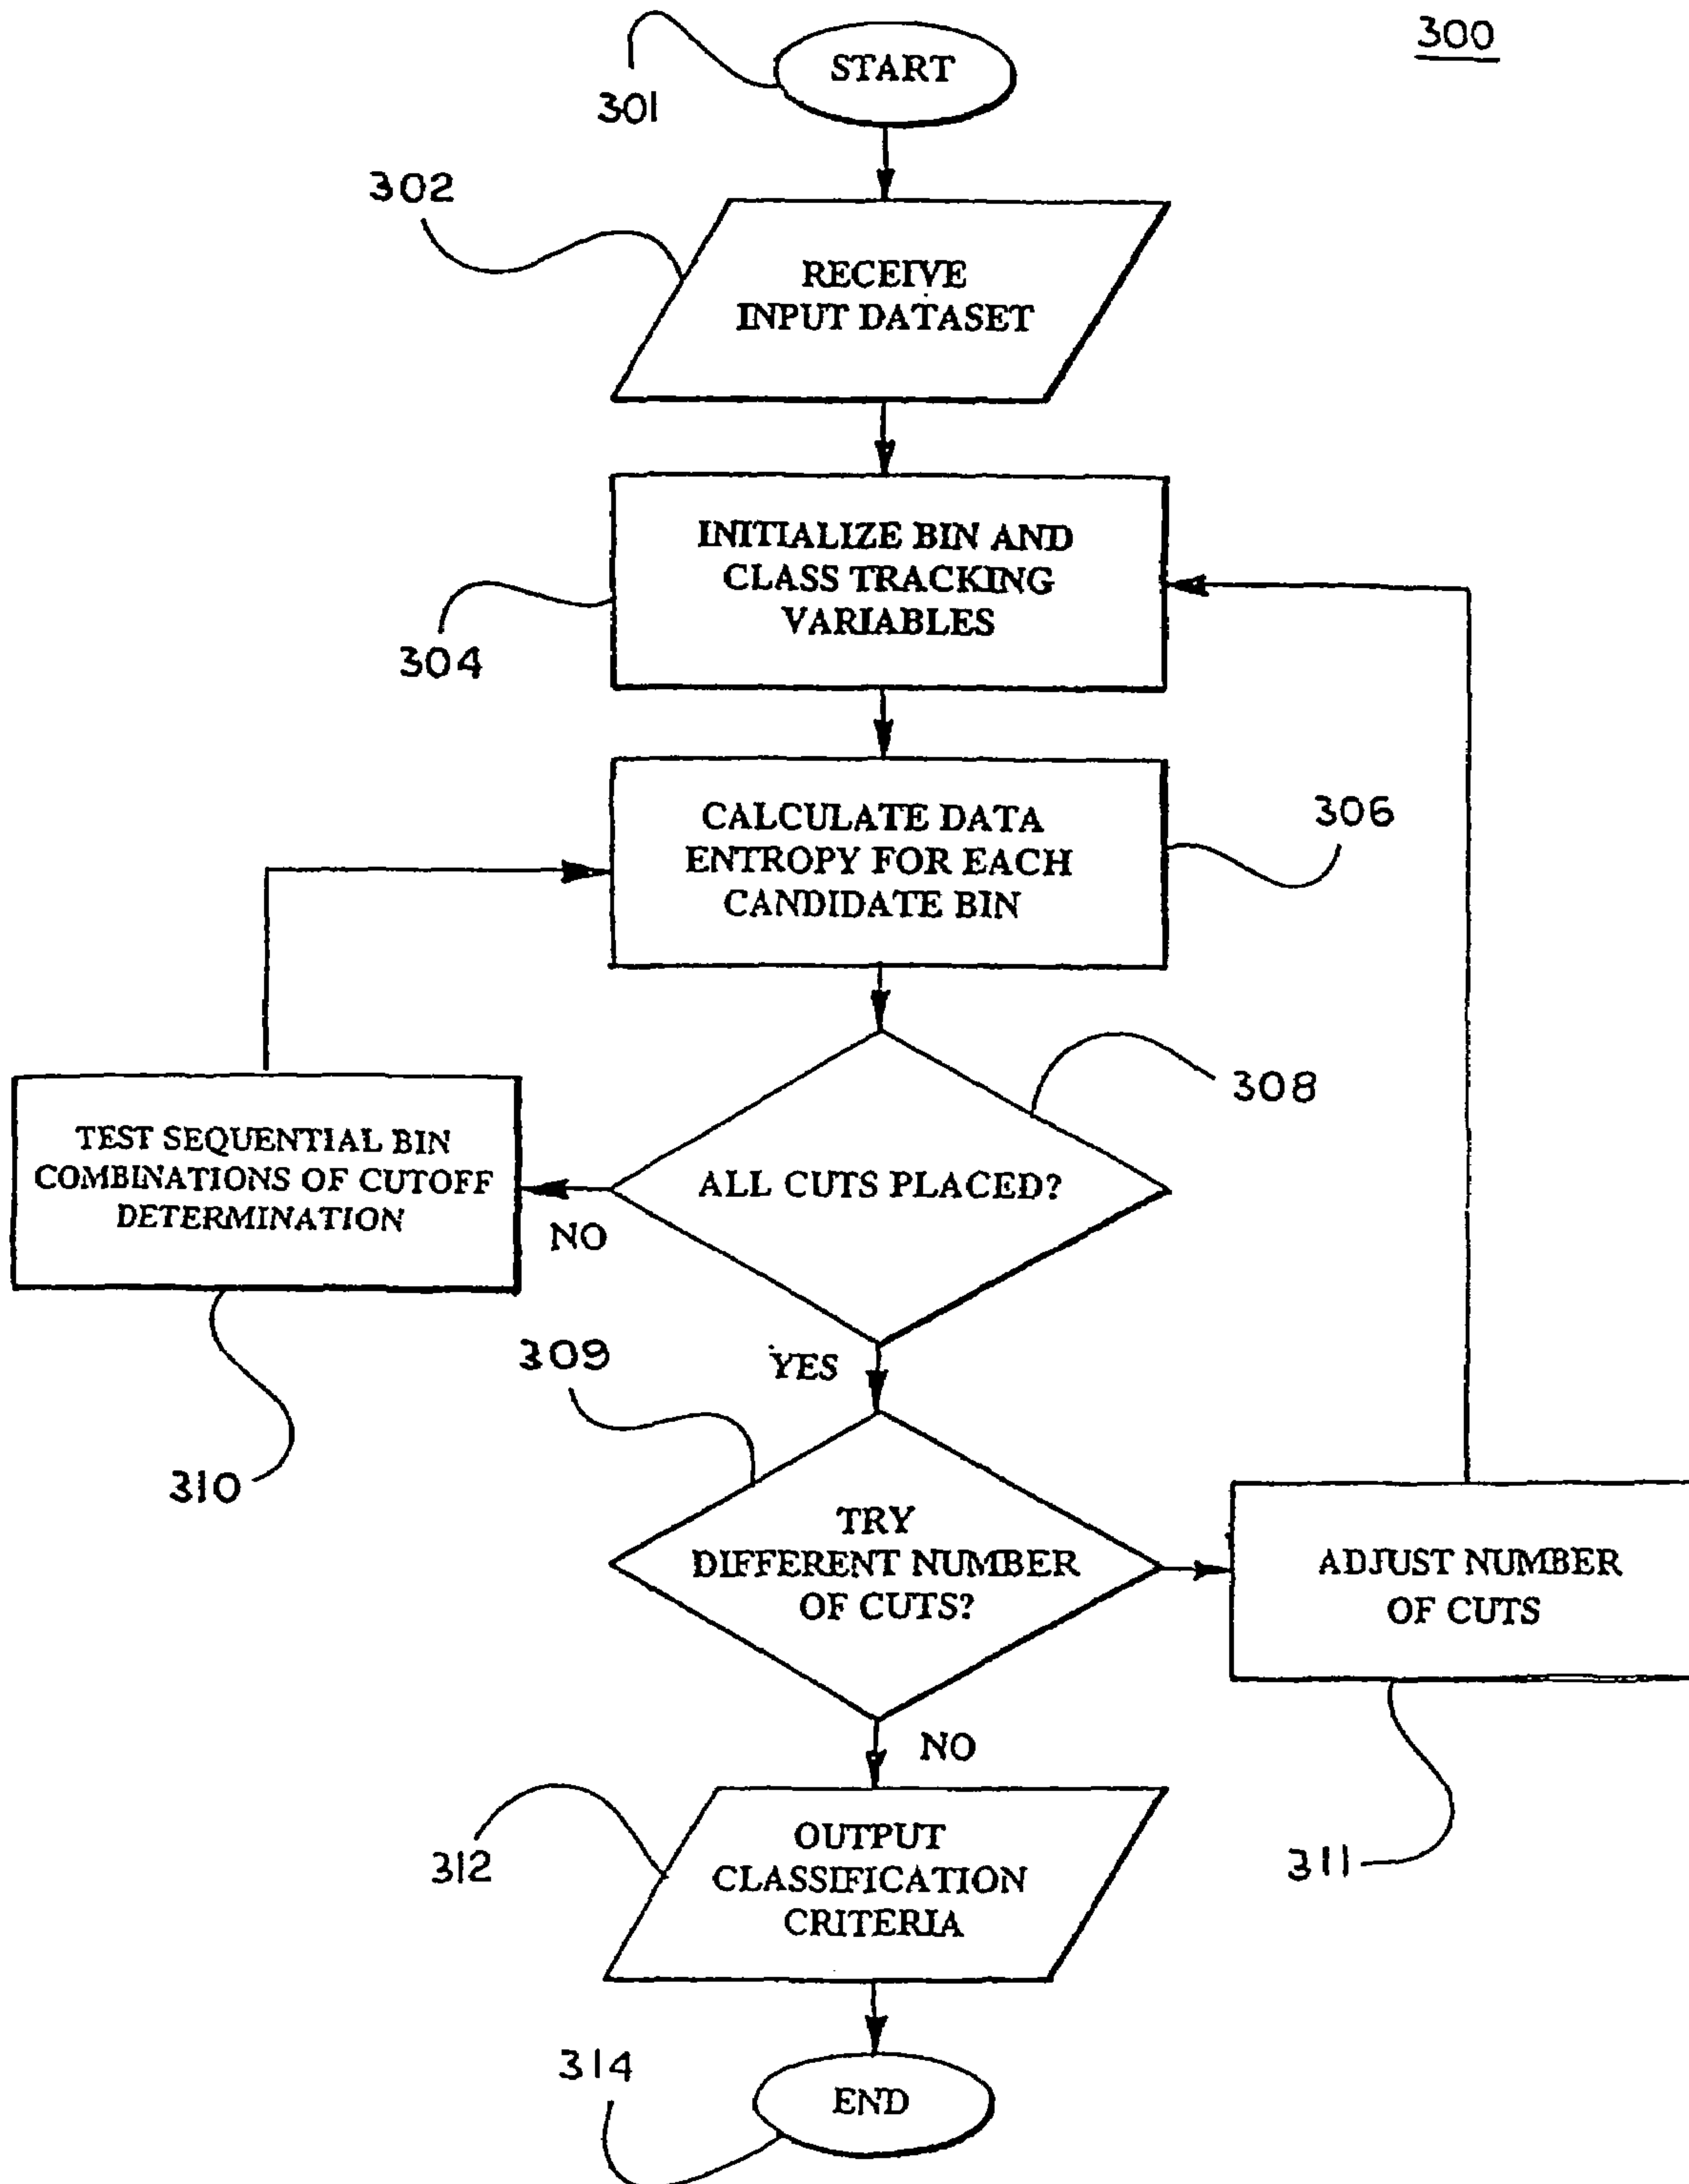 300
START
301
302
RECEIVE
INPUT DATASET
INITIALIZE BIN AND
CLASS TRACKING
VARIABLES
304
CALCULATE DATA
ENTROPY FOR EACH
CANDIDATE BIN
306
308
ALL CUTS PLACED?
TEST SEQUENTIAL BIN
COMBINATIONS OF CUTOFF
DETERMINATION
NO
310
YES
309
TRY
DIFFERENT NUMBER
OF CUTS?
ADJUST NUMBER
OF CUTS
311
NO
312
OUTPUT
CLASSIFICATION
CRITERIA
314
END